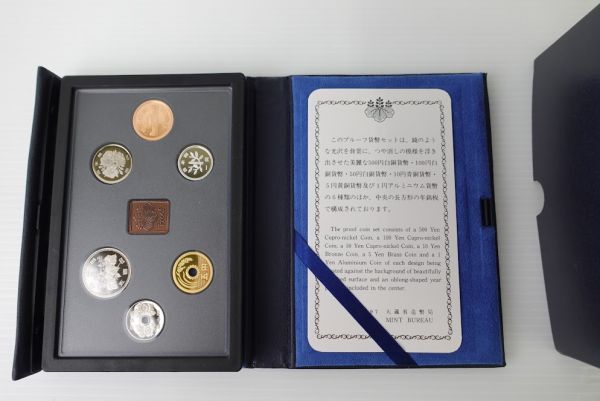 このプルーフ貨幣セットは、鏡のような
光沢を背景に、つや消しの模様を浮き
出させた美麗な500円白銅貨幣・100円白
銅貨幣・50円白銅貨幣・10円青銅貨幣・
5円黄銅貨幣及び1円アルミニウム貨幣
の6種類のほか、中央の長方形の年銘板
で構成されております。
The proof coin set consists of a 500 Yen
Cupro-nickel Coin, a 100 Yen Cupro-nickel
Coin, a 50 Yen Cupro-nickel Coin, a 10 Yen
Bronze Coin, a 5 Yen Brass Coin and a 1
Yen Aluminium Coin of each design being
against the background of beautifully
surface and an oblong-shaped year
included in the center.
大蔵省造幣局
MINT BUREAU